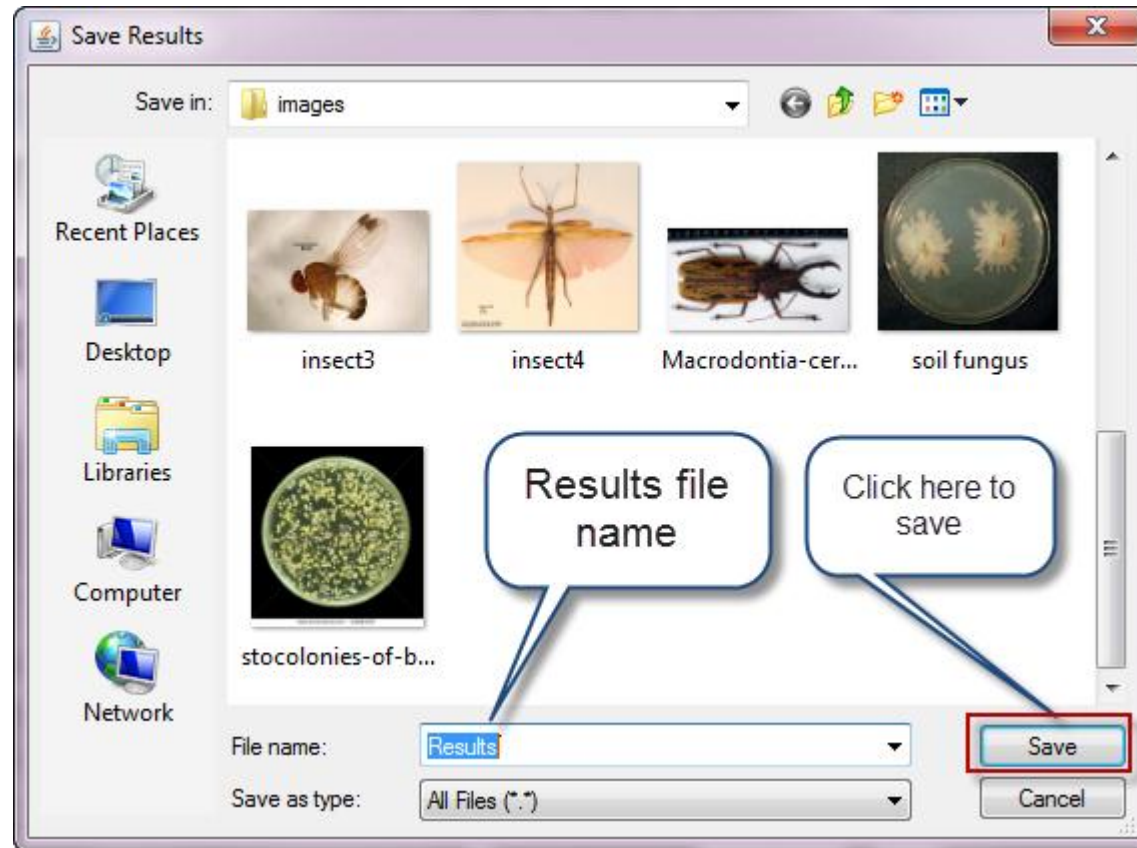 Save Results
Save in:
images
Recent Places
Desktop
Libraries
Computer
Network
insect3
insect4
Macrodontia-cer...
soil fungus
stocolonies-of-b...
Results file
name
Click here to
save
File name:
Results
Save
Save as type:
All Files (*.*)
Cancel